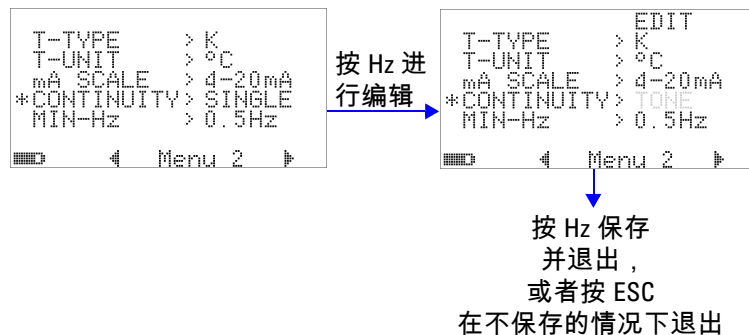 T-TYPE > K
T-UNIT > °C
mA SCALE > 4-20mA
*CONTINUITY> SINGLE
MIN-Hz > 0.5Hz
Menu 2
按 Hz 进
行编辑
EDIT
T-TYPE > K
T-UNIT > °C
mA SCALE > 4-20mA
*CONTINUITY> TONE
MIN-Hz > 0.5Hz
Menu 2
按 Hz 保存
并退出,
或者按 ESC
在不保存的情况下退出